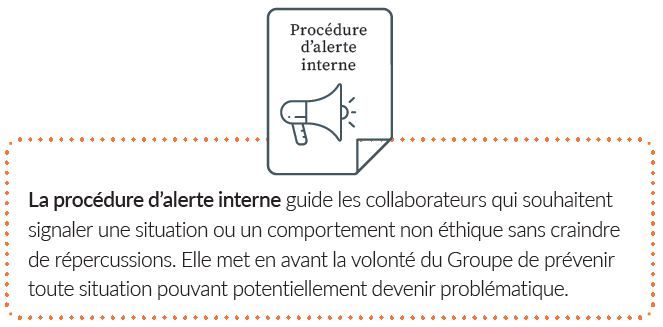 Procédure
d'alerte
interne
La procédure d'alerte interne guide les collaborateurs qui souhaitent
signaler une situation ou un comportement non éthique sans craindre
de répercussions. Elle met en avant la volonté du Groupe de prévenir
toute situation pouvant potentiellement devenir problématique.